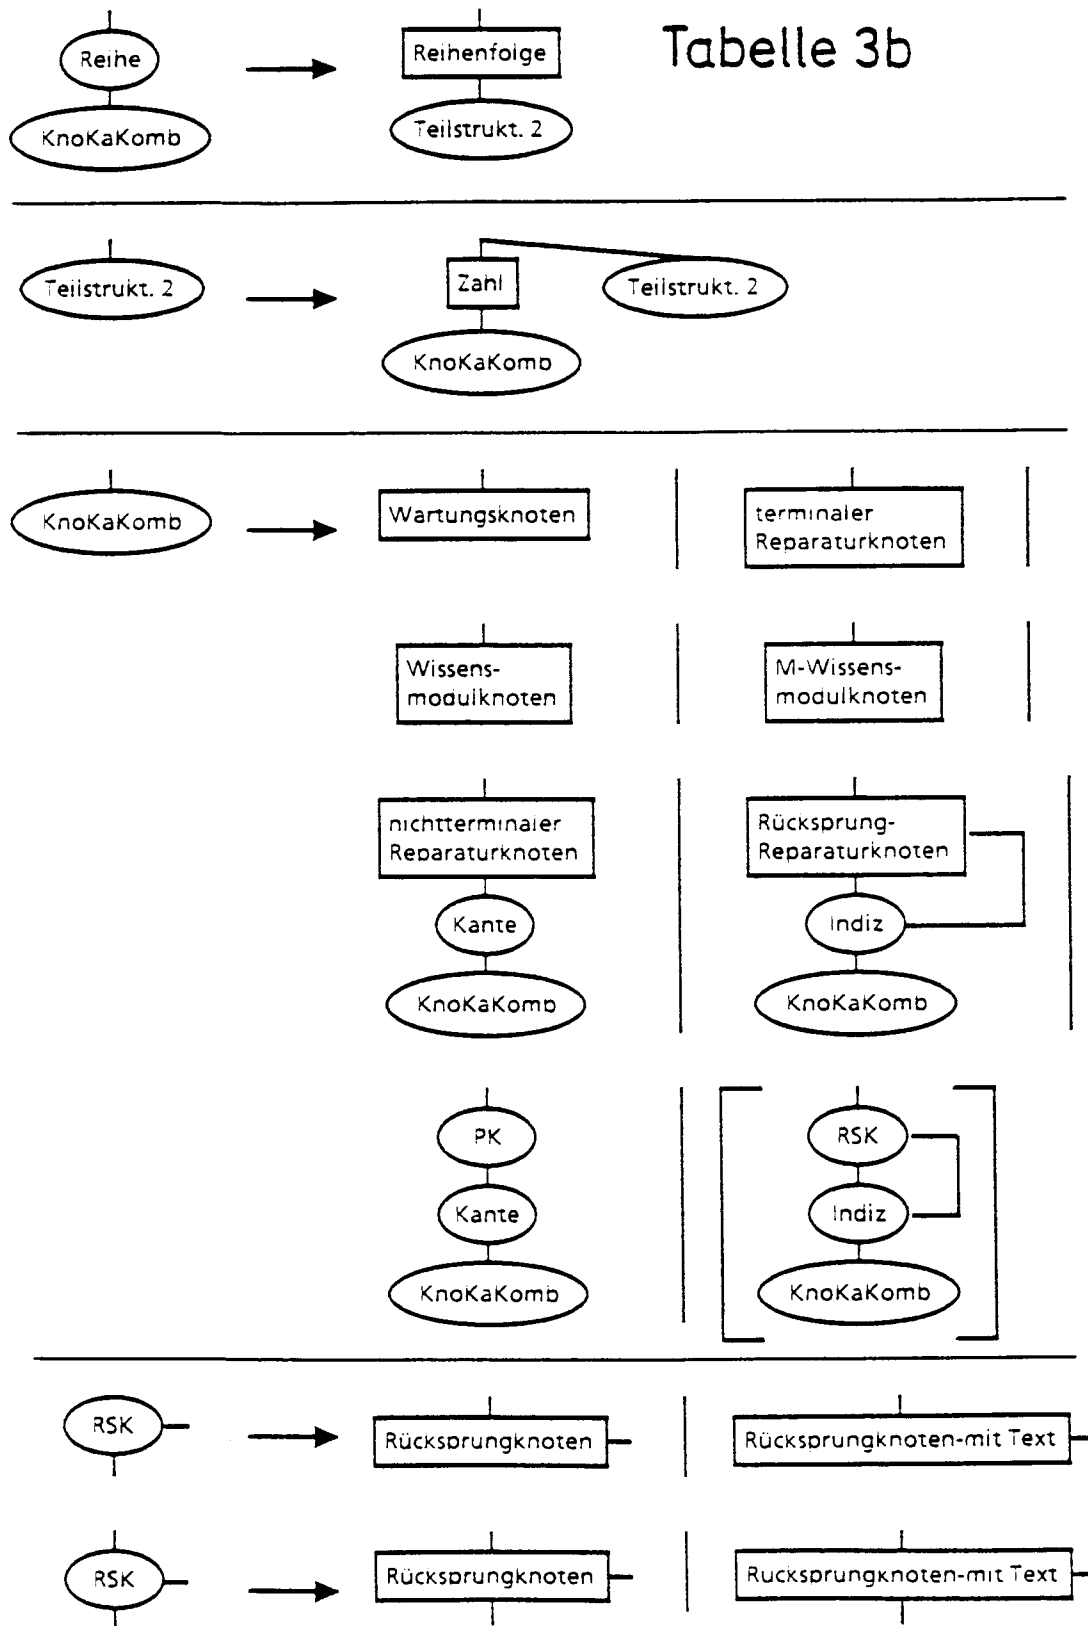 Tabelle 3b
Reihe
Reihenfolge
KnoKaKomb
Teilstrukt. 2
Teilstrukt. 2
Zahl
Teilstrukt. 2
KnoKaKomb
KnoKaKomb
Wartungsknoten
terminaler
Reparaturknoten
Wissens-
modulknoten
M-Wissens-
modulknoten
nichtterminaler
Reparaturknoten
Kante
KnoKaKomb
Rücksprung-
Reparaturknoten
Indiz
KnoKaKomb
PK
Kante
KnoKaKomb
RSK
Indiz
KnoKaKomb
RSK
Rücksprungknoten
Rücksprungknoten-mit Text
RSK
Rücksprungknoten
Rücksprungknoten-mit Text